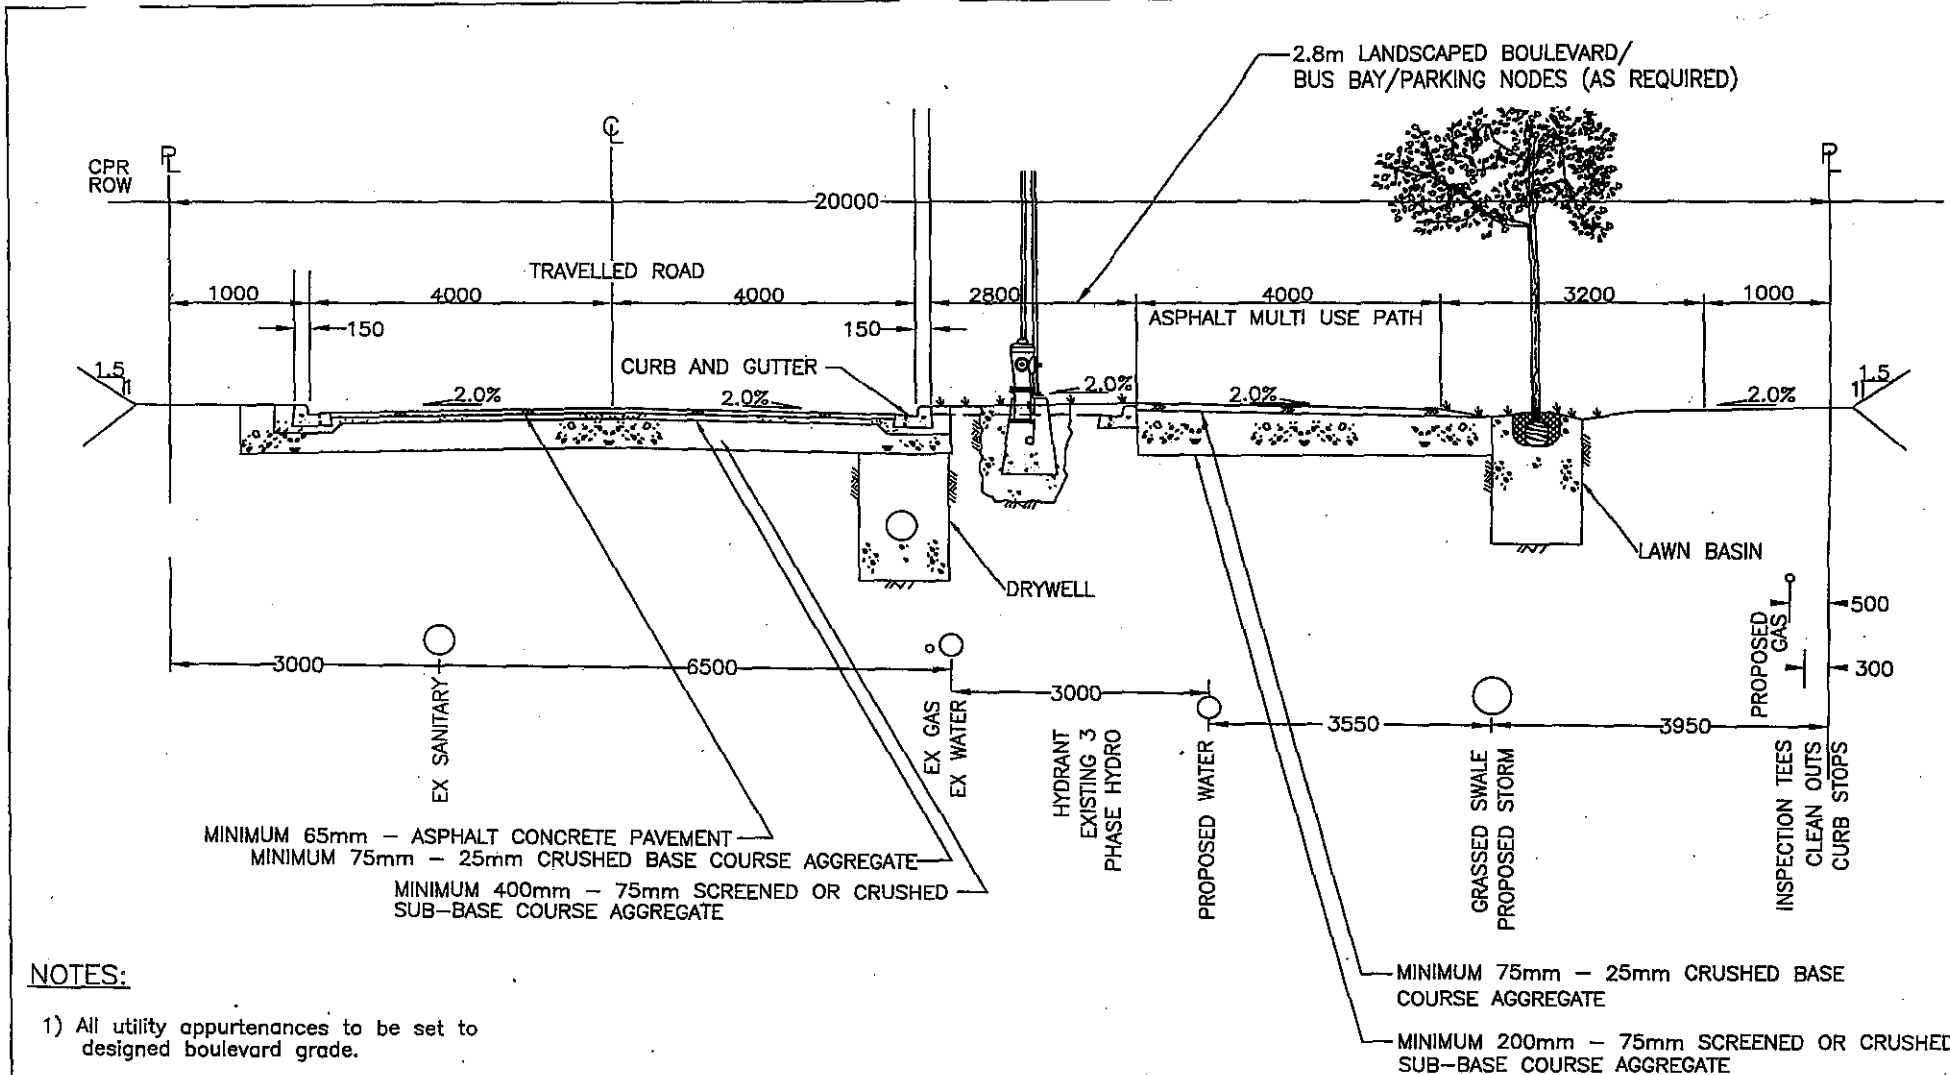 2.8m LANDSCAPED BOULEVARD/
BUS BAY/PARKING NODES (AS REQUIRED)
CPR
ROW
PL
CL
PL
20000
TRAVELLED ROAD
1000
4000
4000
2800
4000
3200
1000
150
150
ASPHALT MULTI USE PATH
CURB AND GUTTER
1.5
1
2.0%
2.0%
2.0%
2.0%
2.0%
1.5
1
DRYWELL
LAWN BASIN
3000
6500
3000
3550
3950
500
300
EX SANITARY
EX GAS
EX WATER
HYDRANT
EXISTING 3
PHASE HYDRO
PROPOSED WATER
GRASSED SWALE
PROPOSED STORM
PROPOSED
GAS
INSPECTION TEES
CLEAN OUTS
CURB STOPS
MINIMUM 65mm – ASPHALT CONCRETE PAVEMENT
MINIMUM 75mm – 25mm CRUSHED BASE COURSE AGGREGATE
MINIMUM 400mm – 75mm SCREENED OR CRUSHED
SUB–BASE COURSE AGGREGATE
MINIMUM 75mm – 25mm CRUSHED BASE
COURSE AGGREGATE
MINIMUM 200mm – 75mm SCREENED OR CRUSHED
SUB–BASE COURSE AGGREGATE
NOTES:
1) All utility appurtenances to be set to
designed boulevard grade.